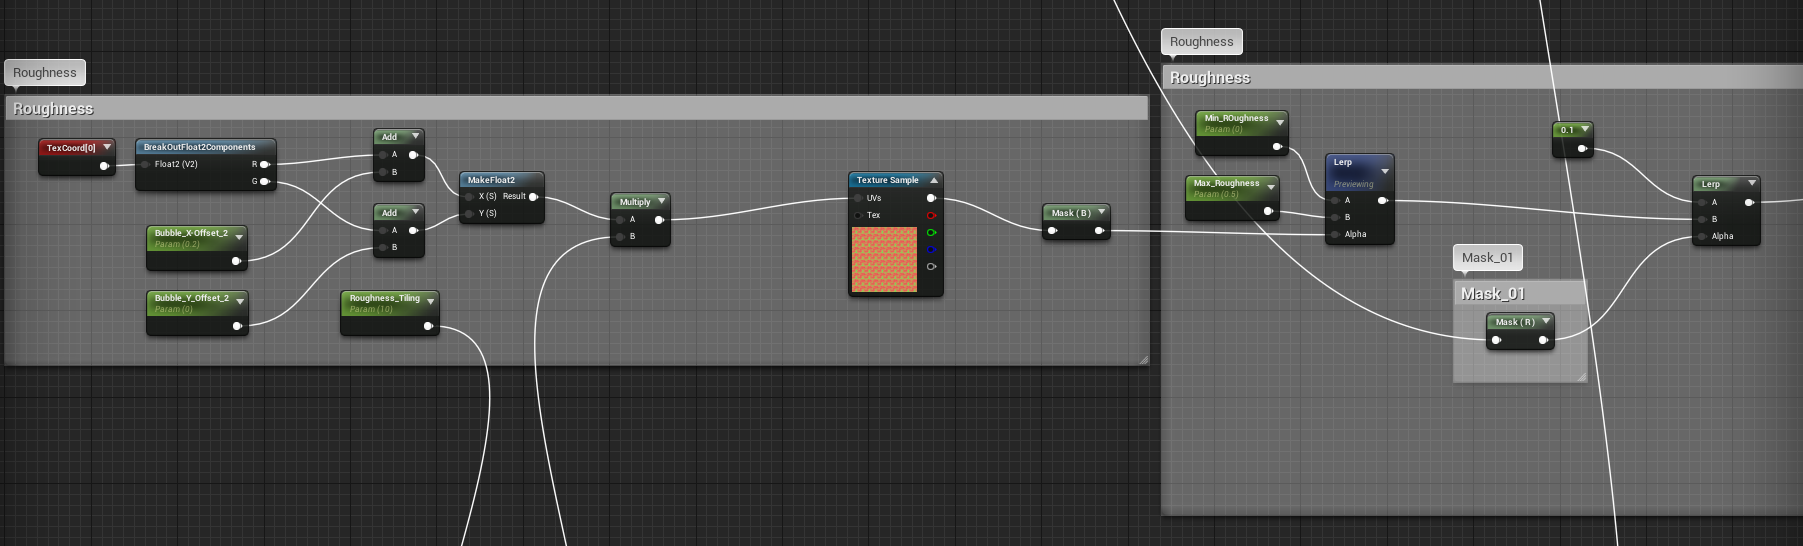 Roughness
Roughness
TexCoord[0]
BreakOutFloat2Components
Float2 (V2)
R
G
Add
A
B
Add
A
B
Bubble_X-Offset_2
Param (0.2)
Bubble_Y_Offset_2
Param (0)
Roughness_Tiling
Param (10)
MakeFloat2
X (S) Result
Y (S)
Multiply
A
B
Texture Sample
UVs
Tex
Mask ( B )
Roughness
Roughness
Min_ROughness
Param (0)
Max_Roughness
Param (0.5)
Lerp
Previewing
A
B
Alpha
0.1
Lerp
A
B
Alpha
Mask_01
Mask_01
Mask ( R )